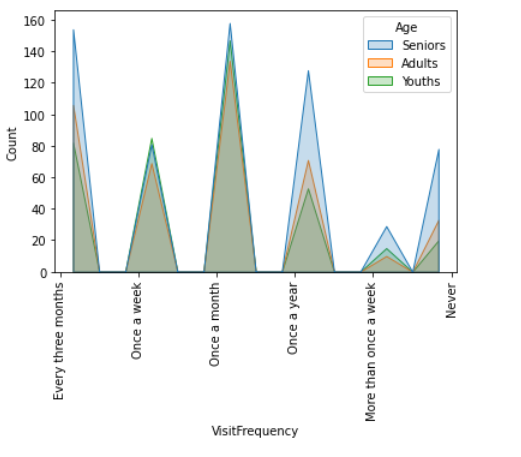 160
140
120
100
80
60
40
20
0
Count
Age
Seniors
Adults
Youths
Every three months
Once a week
Once a month
Once a year
More than once a week
Never
VisitFrequency